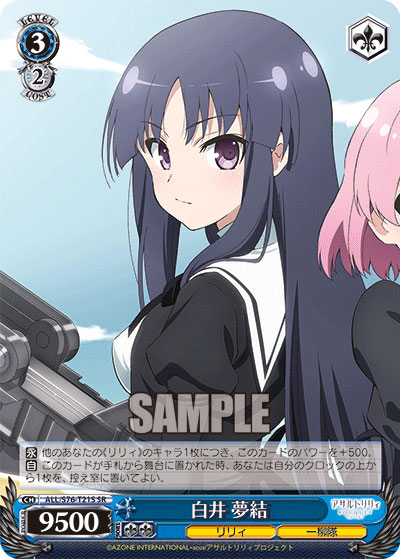 LEVEL
3
2
COST
SAMPLE
永 他のあなたの《リリィ》のキャラ1枚につき、このカードのパワーを+500。
自 このカードが手札から舞台に置かれた時、あなたは自分のクロックの上から1枚を、控え室に置いてよい。
CH ALL/S76-T21S SR
9500
白井 夢結
アサルトリリィ
BOUQUET
リリィ
一柳隊
©AZONE INTERNATIONAL・acus/アサルトリリィプロジェクト